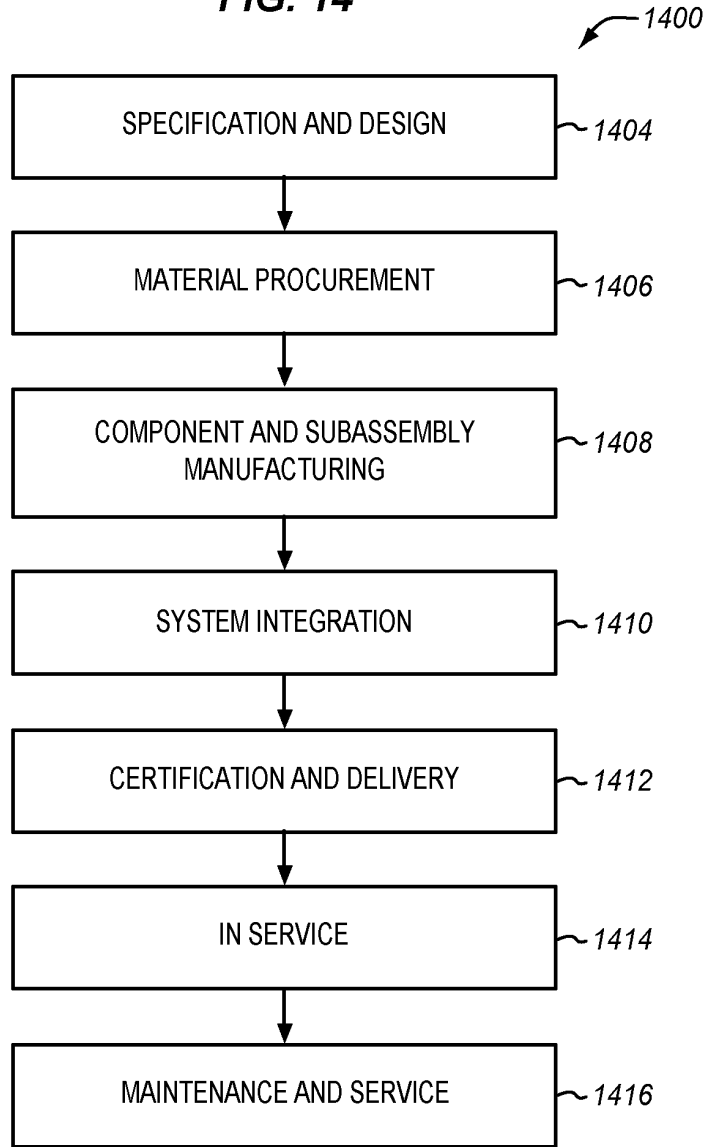 FIG. 14
1400
SPECIFICATION AND DESIGN
1404
MATERIAL PROCUREMENT
1406
COMPONENT AND SUBASSEMBLY
MANUFACTURING
1408
SYSTEM INTEGRATION
1410
CERTIFICATION AND DELIVERY
1412
IN SERVICE
1414
MAINTENANCE AND SERVICE
1416